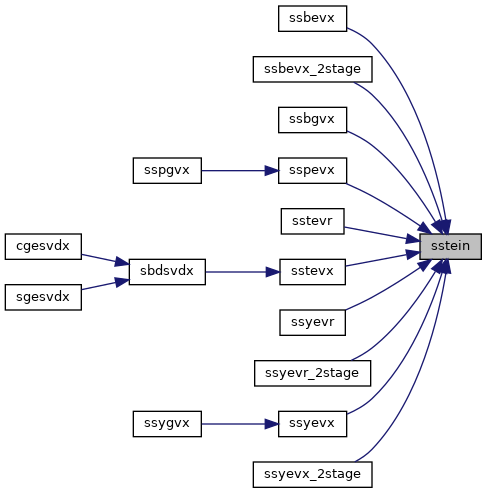 ssbevx
ssbevx_2stage
ssbgvx
sspgvx
sspevx
sstevr
cgesvdx
sstein
sbdsvdx
sstevx
sgesvdx
ssyevr
ssyevr_2stage
ssygvx
ssyevx
ssyevx_2stage